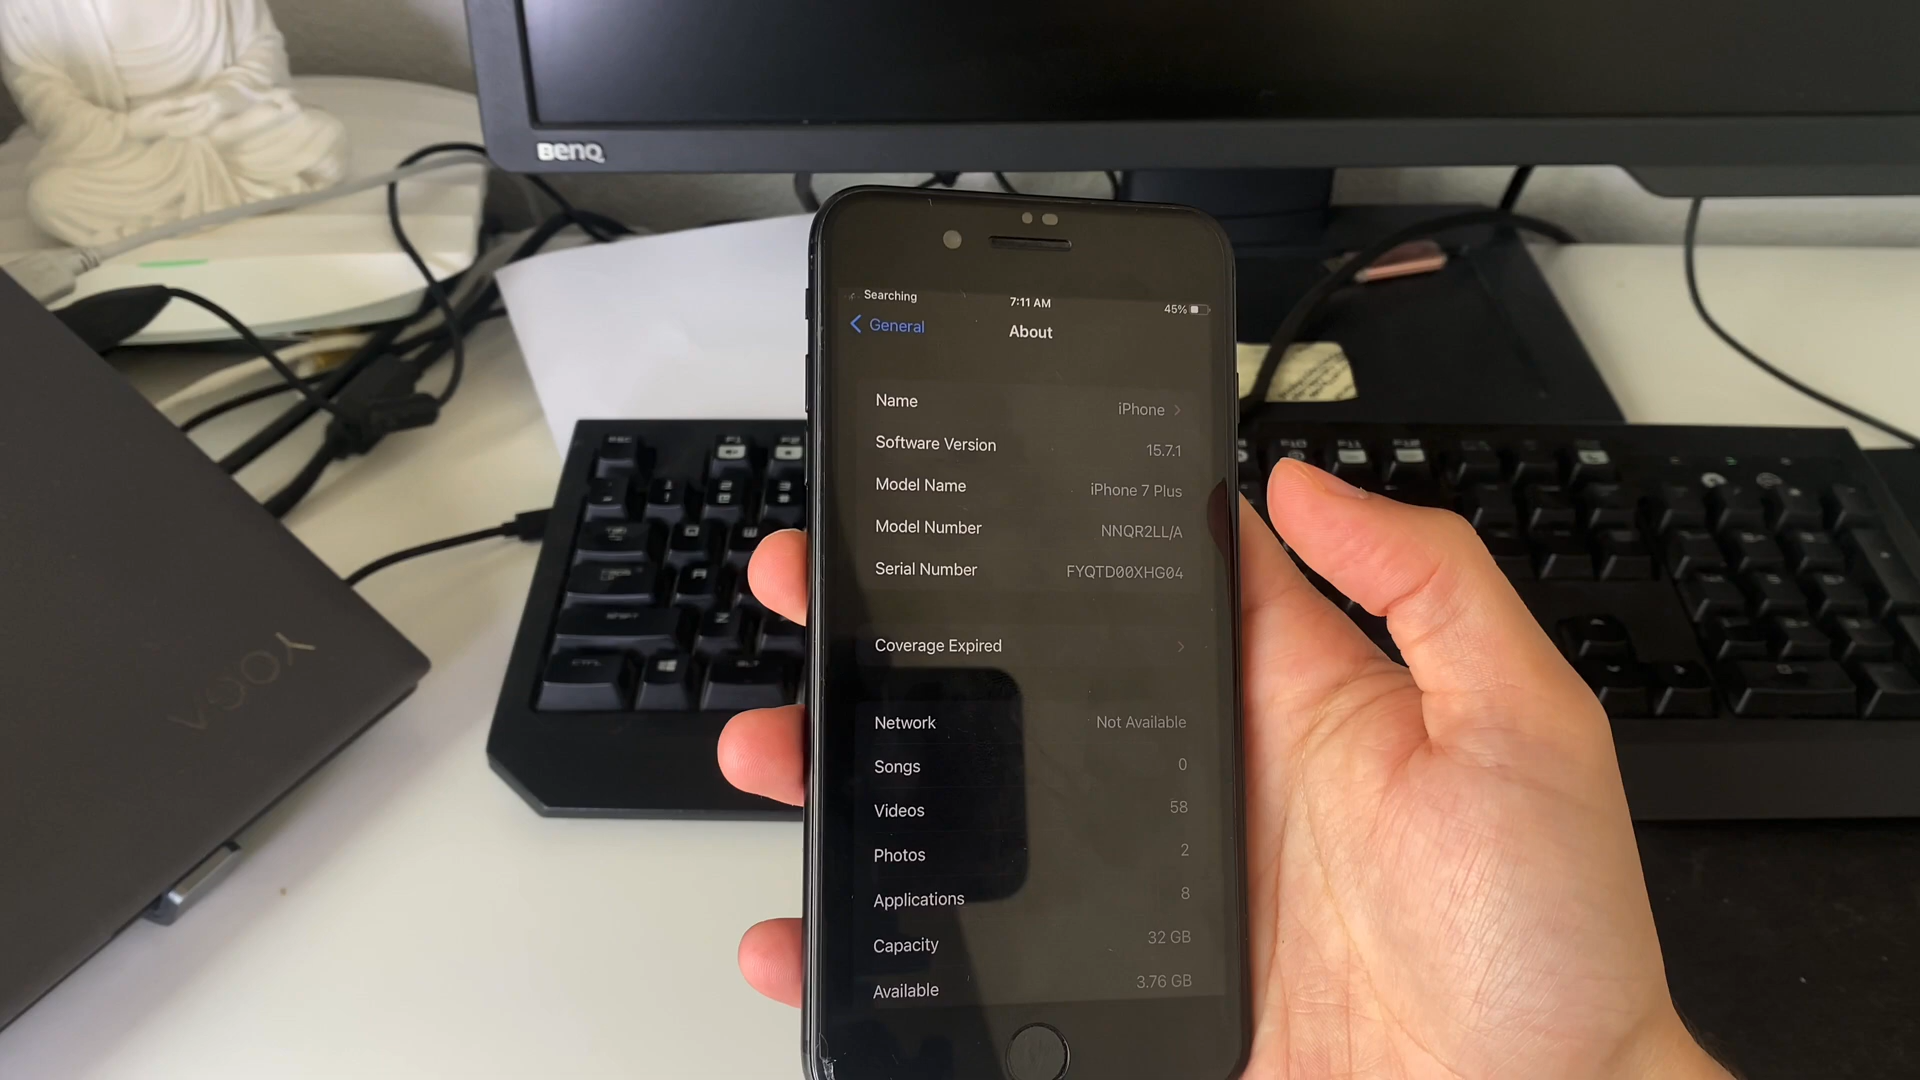 BenQ
Searching 7:11 AM 45%
General About
Name iPhone
Software Version 15.7.1
Model Name iPhone 7 Plus
Model Number NNQR2LL/A
Serial Number FYQTD00XHG04
Coverage Expired
Network Not Available
Songs 0
Videos 58
Photos 2
Applications 8
Capacity 32 GB
Available 3.76 GB
YOGA